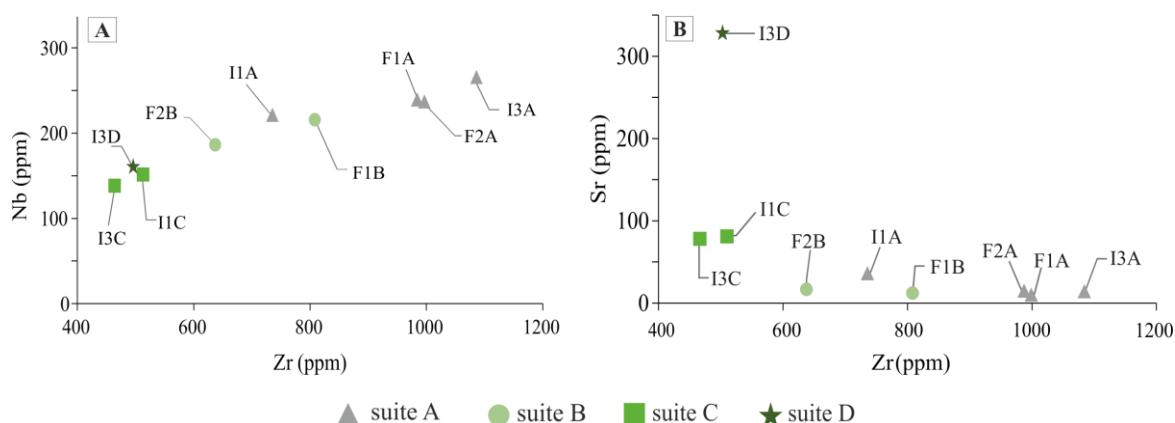 A
300
200
100
0
Nb (ppm)
I3D
F2B
I1A
F1A
I3A
F2A
F1B
I3C
I1C
400
600
800
1000
1200
Zr (ppm)
B
300
200
100
0
Sr (ppm)
I3D
I1C
I3C
F2B
I1A
F1B
F2A
F1A
I3A
400
600
800
1000
1200
Zr (ppm)
suite A
suite B
suite C
suite D